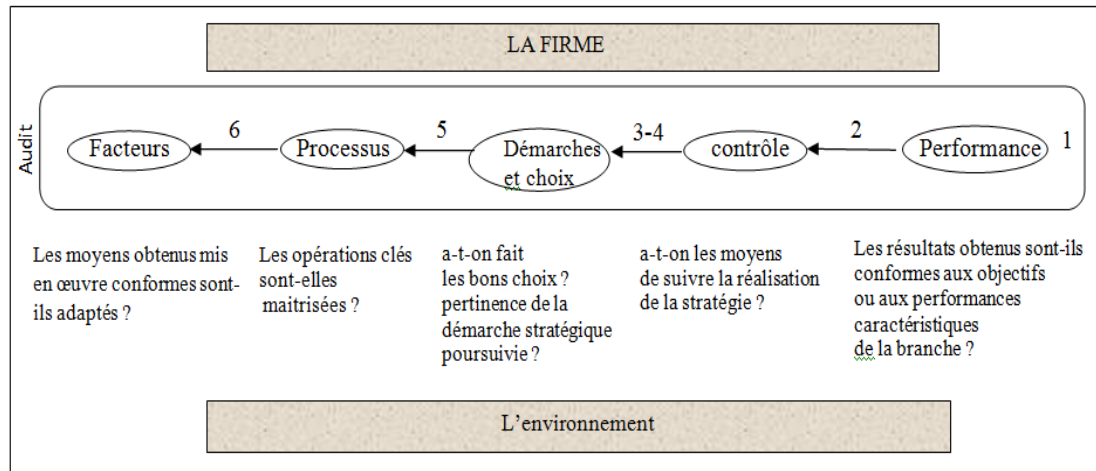 LA FIRME
Audit
6
5
3-4
2
1
Facteurs
Processus
Démarches
et choix
contrôle
Performance
Les moyens obtenus mis
en œuvre conformes sont-
ils adaptés ?
Les opérations clés
sont-elles
maitrisées ?
a-t-on fait
les bons choix ?
pertinence de la
démarche stratégique
poursuivie ?
a-t-on les moyens
de suivre la réalisation
de la stratégie ?
Les résultats obtenus sont-ils
conformes aux objectifs
ou aux performances
caractéristiques
de la branche ?
L’environnement